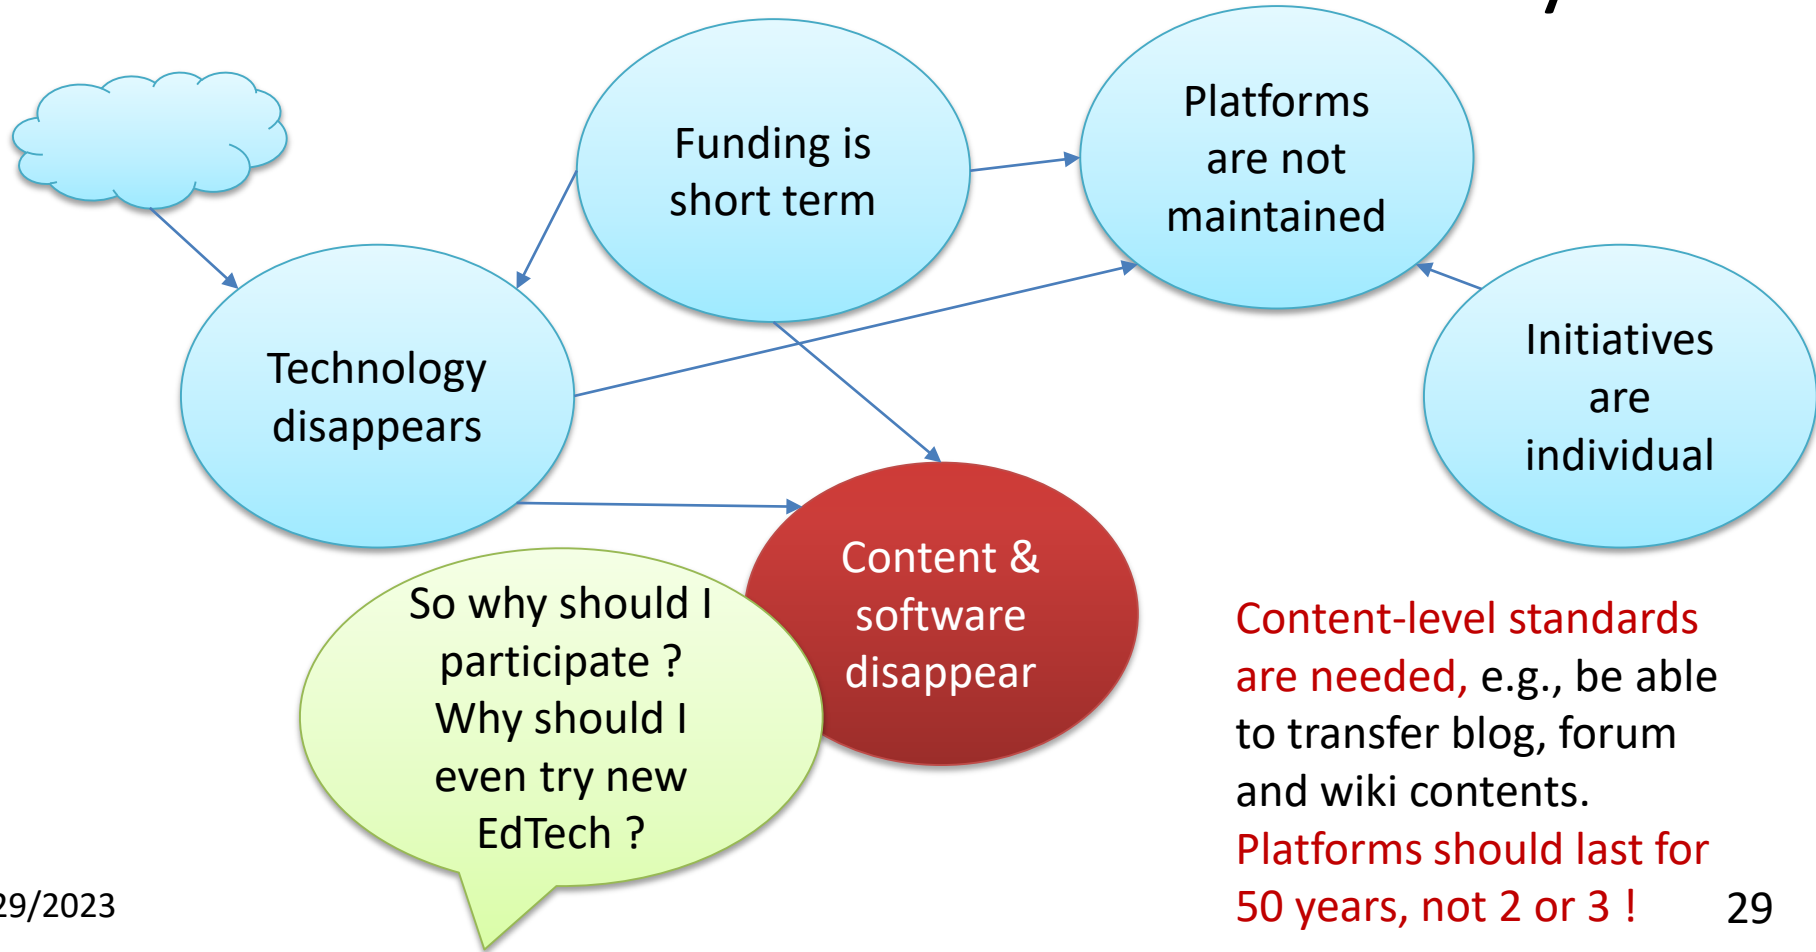 Funding is
short term
Platforms
are not
maintained
Technology
disappears
Initiatives
are
individual
Content &
software
disappear
So why should I
participate ?
Why should I
even try new
EdTech ?
Content-level standards
are needed, e.g., be able
to transfer blog, forum
and wiki contents.
Platforms should last for
50 years, not 2 or 3 !
29/2023
29